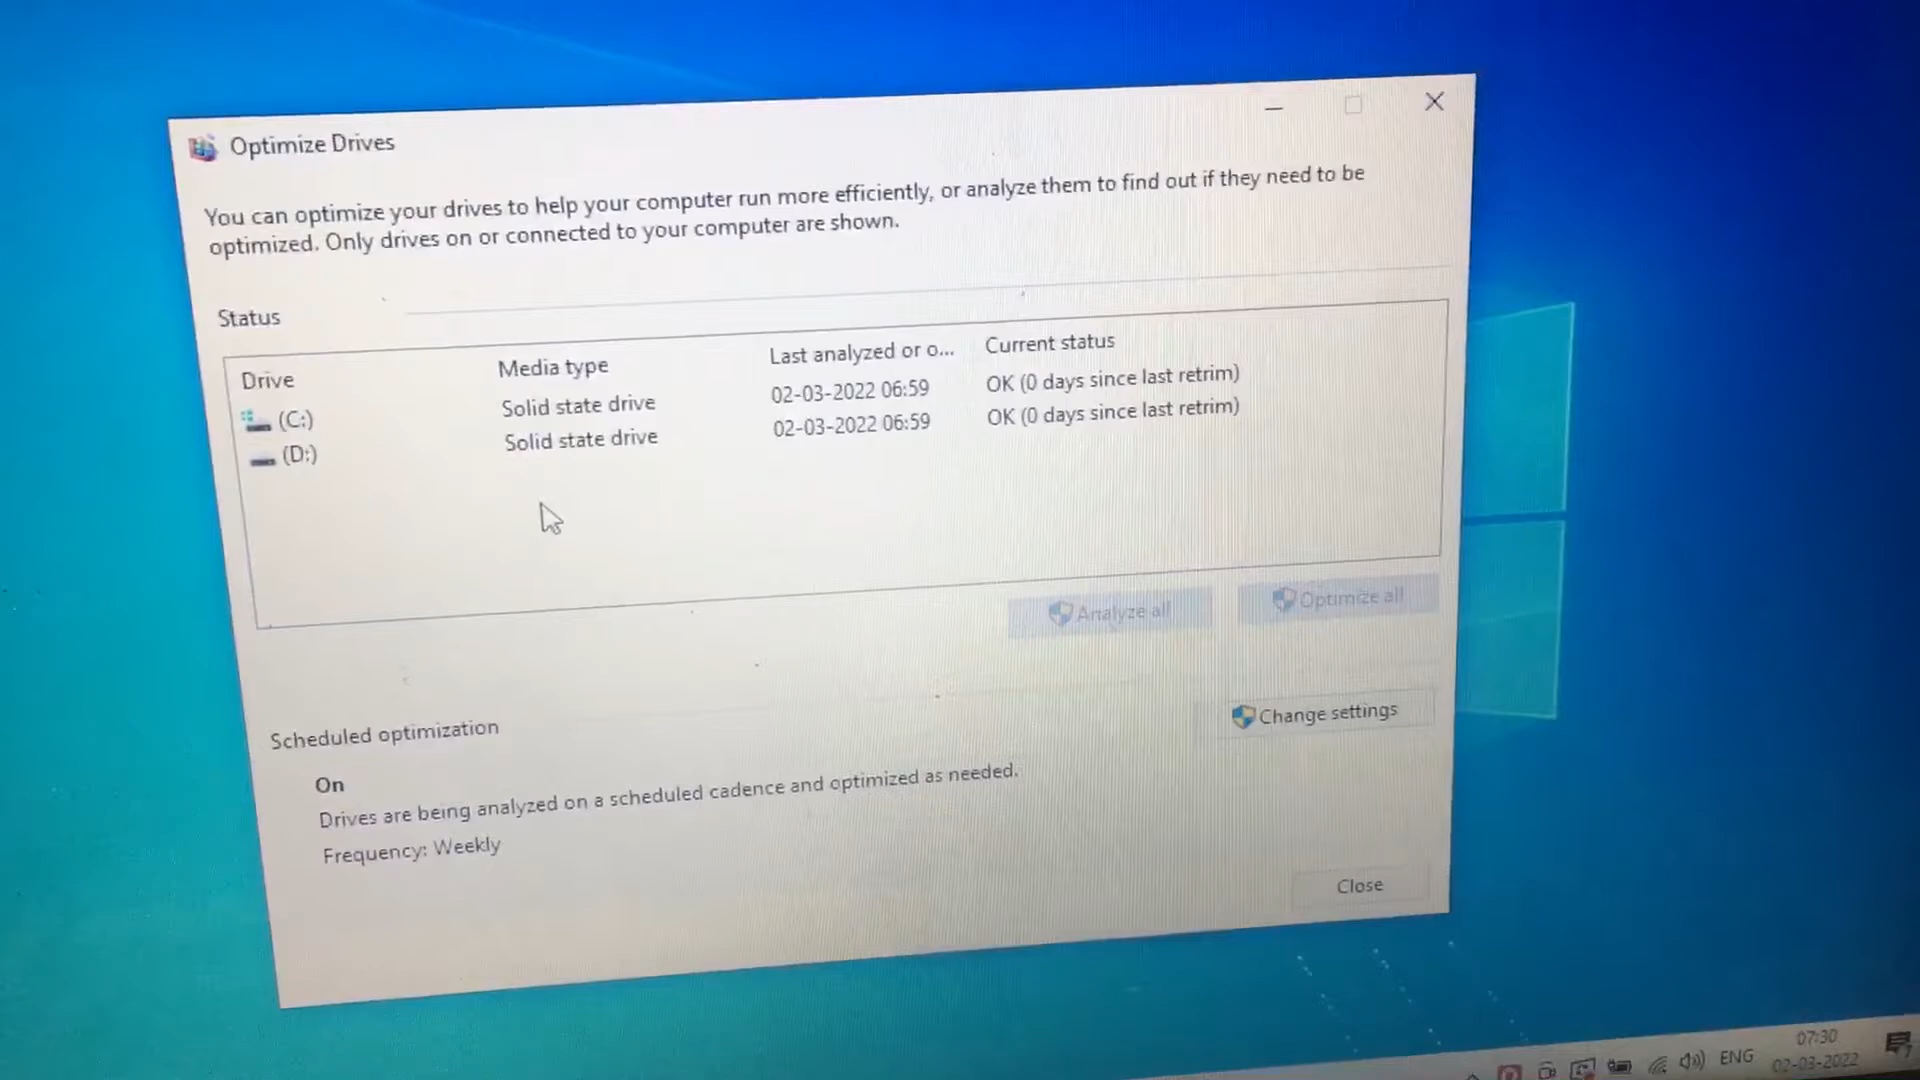 Optimize Drives
You can optimize your drives to help your computer run more efficiently, or analyze them to find out if they need to be
optimized. Only drives on or connected to your computer are shown.
Status
Drive Media type Last analyzed or o... Current status
(C:) Solid state drive 02-03-2022 06:59 OK (0 days since last retrim)
(D:) Solid state drive 02-03-2022 06:59 OK (0 days since last retrim)
Analyze all Optimize all
Scheduled optimization Change settings
On
Drives are being analyzed on a scheduled cadence and optimized as needed.
Frequency: Weekly
Close
07:30
ENG 02-03-2022